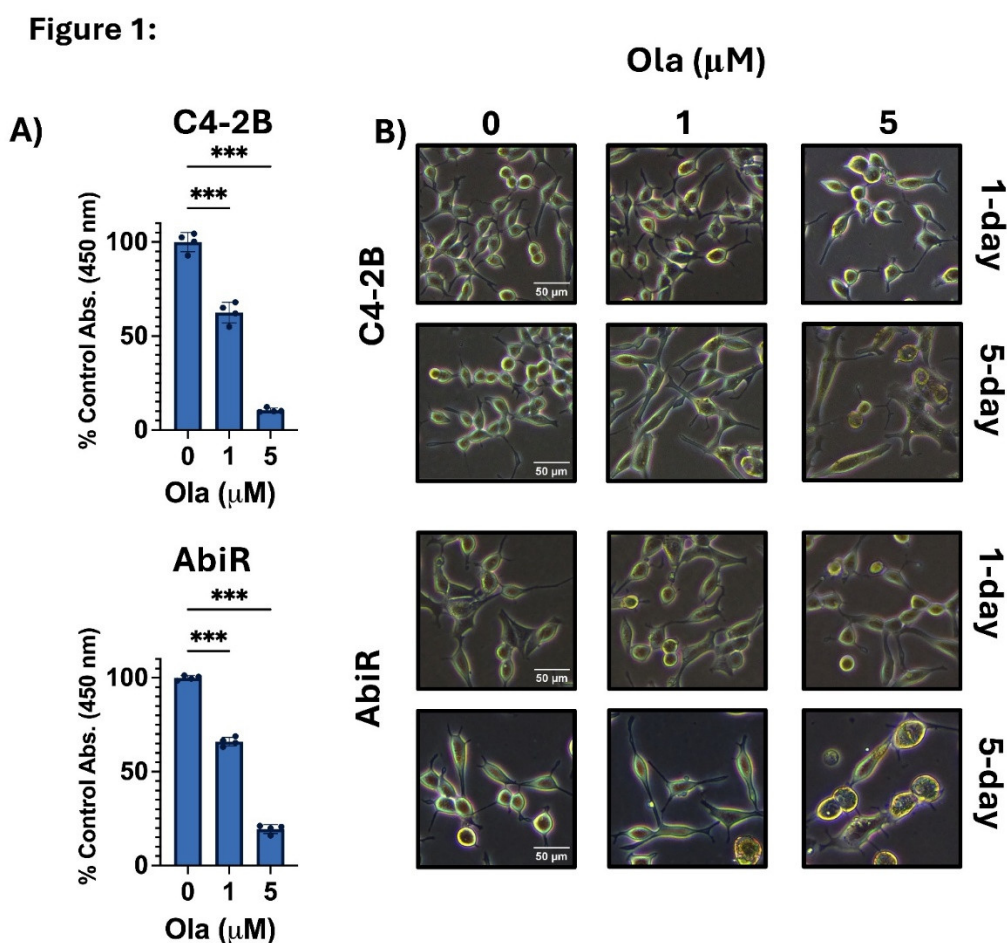 Figure 1:
A)
C4-2B
***
***
% Control Abs. (450 nm)
100
50
0
0 1 5
Ola (μM)
AbiR
***
***
% Control Abs. (450 nm)
100
50
0
0 1 5
Ola (μM)
B)
Ola (μM)
0 1 5
C4-2B
50 μm
1-day
50 μm
5-day
AbiR
50 μm
1-day
50 μm
5-day